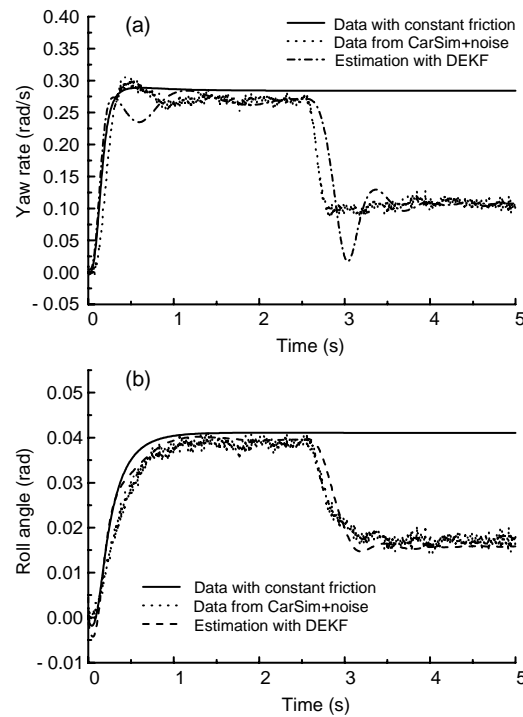 (a)
Data with constant friction
Data from CarSim+noise
Estimation with DEKF
Yaw rate (rad/s)
0.40
0.35
0.30
0.25
0.20
0.15
0.10
0.05
0.00
- 0.05
0 1 2 3 4 5
Time (s)
(b)
Roll angle (rad)
0.05
0.04
0.03
0.02
0.01
0.00
- 0.01
Data with constant friction
Data from CarSim+noise
Estimation with DEKF
0 1 2 3 4 5
Time (s)